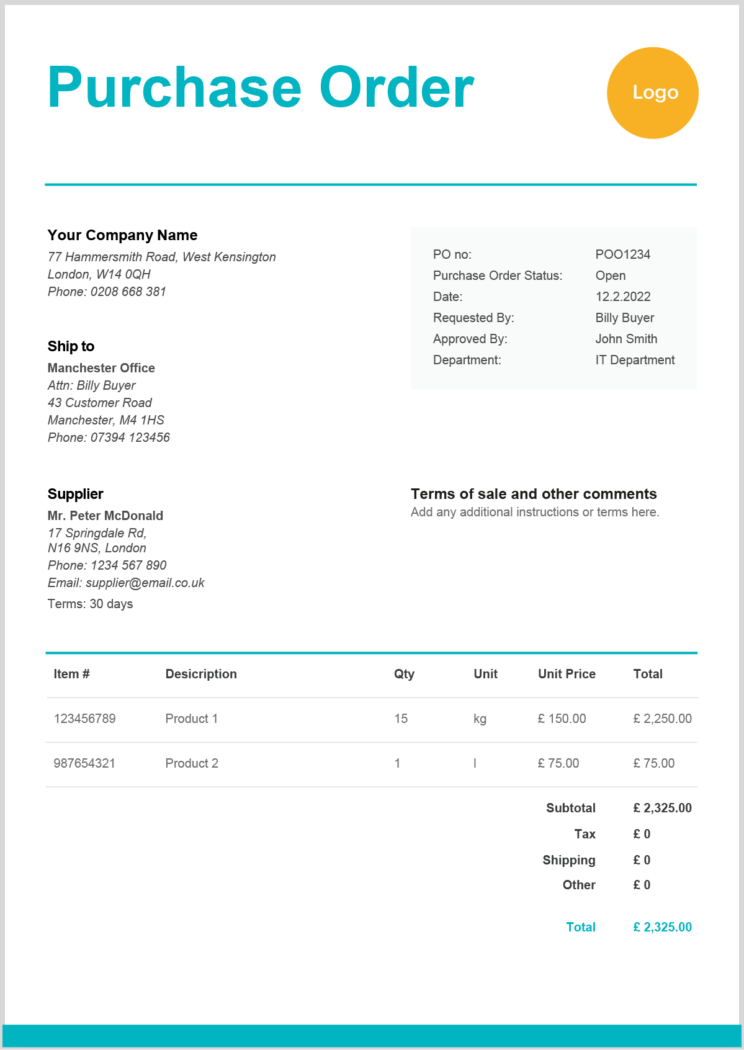 Purchase Order
Logo
Your Company Name
77 Hammersmith Road, West Kensington
London, W14 0QH
Phone: 0208 668 381
PO no: POO1234
Purchase Order Status: Open
Date: 12.2.2022
Requested By: Billy Buyer
Approved By: John Smith
Department: IT Department
Ship to
Manchester Office
Attn: Billy Buyer
43 Customer Road
Manchester, M4 1HS
Phone: 07394 123456
Supplier
Mr. Peter McDonald
17 Springdale Rd,
N16 9NS, London
Phone: 1234 567 890
Email: supplier@email.co.uk
Terms: 30 days
Terms of sale and other comments
Add any additional instructions or terms here.
Item # Desicription Qty Unit Unit Price Total
123456789 Product 1 15 kg £ 150.00 £ 2,250.00
987654321 Product 2 1 l £ 75.00 £ 75.00
Subtotal £ 2,325.00
Tax £ 0
Shipping £ 0
Other £ 0
Total £ 2,325.00